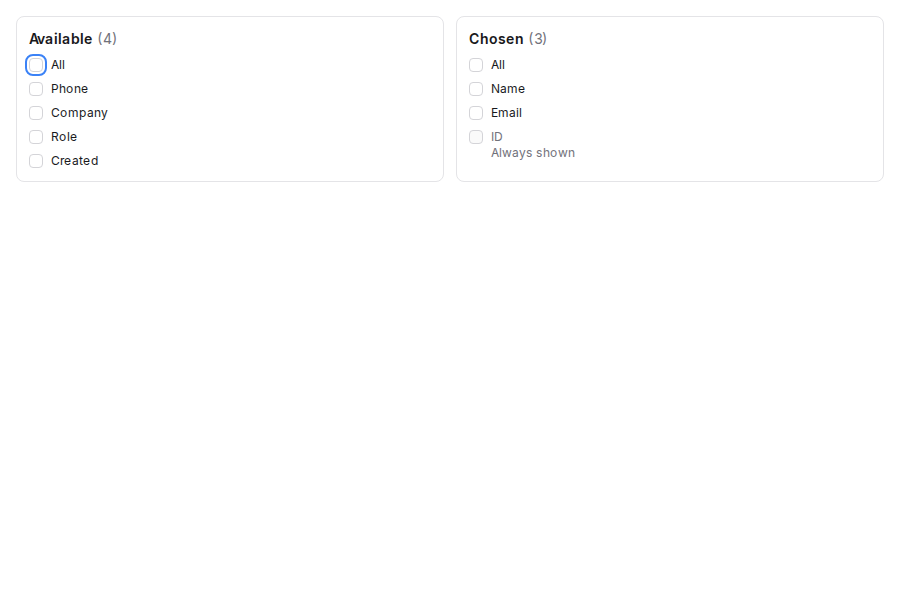 Available (4)
All
Phone
Company
Role
Created
Chosen (3)
All
Name
Email
ID
Always shown